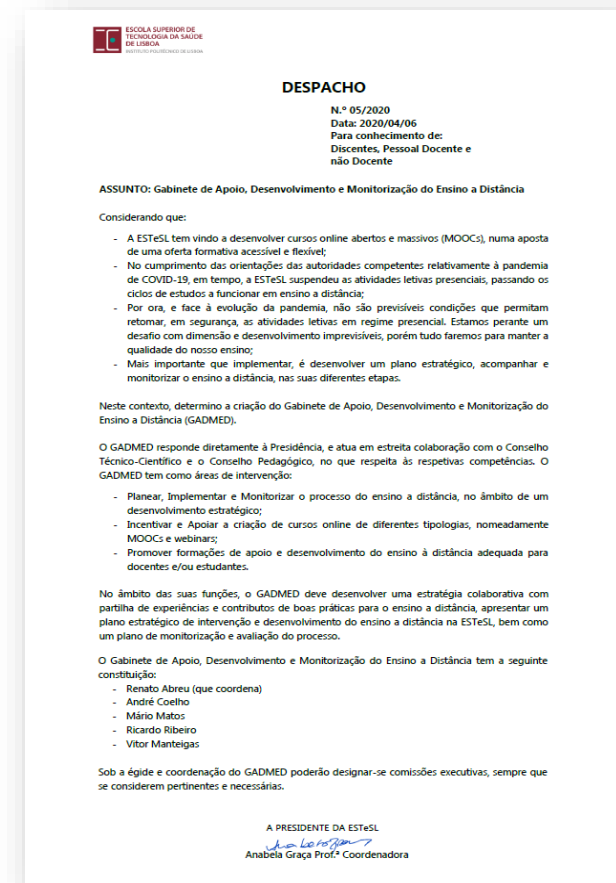 ESCOLA SUPERIOR DE
TECNOLOGIA DA SAÚDE
DE LISBOA
INSTITUTO POLITÉCNICO DE LISBOA
DESPACHO
N.º 05/2020
Data: 2020/04/06
Para conhecimento de:
Discentes, Pessoal Docente e
não Docente
ASSUNTO: Gabinete de Apoio, Desenvolvimento e Monitorização do Ensino a Distância
Considerando que:
- A ESTeSL tem vindo a desenvolver cursos online abertos e massivos (MOOCs), numa aposta
de uma oferta formativa acessível e flexível;
- No cumprimento das orientações das autoridades competentes relativamente à pandemia
de COVID-19, em tempo, a ESTeSL suspendeu as atividades letivas presenciais, passando os
ciclos de estudos a funcionar em ensino a distância;
- Por ora, e face à evolução da pandemia, não são previsíveis condições que permitam
retomar, em segurança, as atividades letivas em regime presencial. Estamos perante um
desafio com dimensão e desenvolvimento imprevisíveis, porém tudo faremos para manter a
qualidade do nosso ensino;
- Mais importante que implementar, é desenvolver um plano estratégico, acompanhar e
monitorizar o ensino a distância, nas suas diferentes etapas.
Neste contexto, determino a criação do Gabinete de Apoio, Desenvolvimento e Monitorização do
Ensino a Distância (GADMED).
O GADMED responde diretamente à Presidência, e atua em estreita colaboração com o Conselho
Técnico-Científico e o Conselho Pedagógico, no que respeita às respetivas competências. O
GADMED tem como áreas de intervenção:
- Planear, Implementar e Monitorizar o processo do ensino a distância, no âmbito de um
desenvolvimento estratégico;
- Incentivar e Apoiar a criação de cursos online de diferentes tipologias, nomeadamente
MOOCs e webinars;
- Promover formações de apoio e desenvolvimento do ensino à distância adequada para
docentes e/ou estudantes.
No âmbito das suas funções, o GADMED deve desenvolver uma estratégia colaborativa com
partilha de experiências e contributos de boas práticas para o ensino a distância, apresentar um
plano estratégico de intervenção e desenvolvimento do ensino a distância na ESTeSL, bem como
um plano de monitorização e avaliação do processo.
O Gabinete de Apoio, Desenvolvimento e Monitorização do Ensino a Distância tem a seguinte
constituição:
- Renato Abreu (que coordena)
- André Coelho
- Mário Matos
- Ricardo Ribeiro
- Vitor Manteigas
Sob a égide e coordenação do GADMED poderão designar-se comissões executivas, sempre que
se considerem pertinentes e necessárias.
A PRESIDENTE DA ESTeSL
Anabela Graça Prof.ª Coordenadora